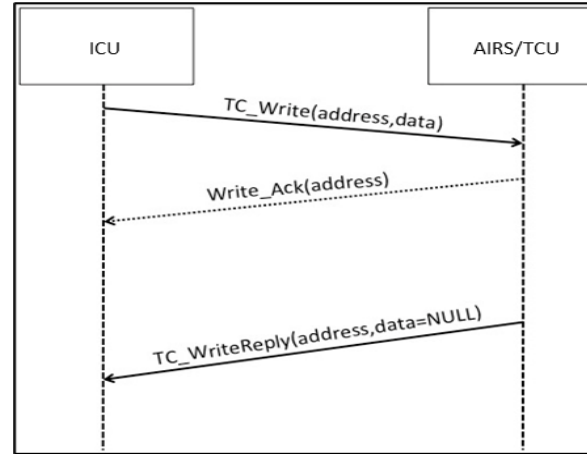 ICU
AIRS/TCU
TC_Write(address,data)
Write_Ack(address)
TC_WriteReply(address,data=NULL)